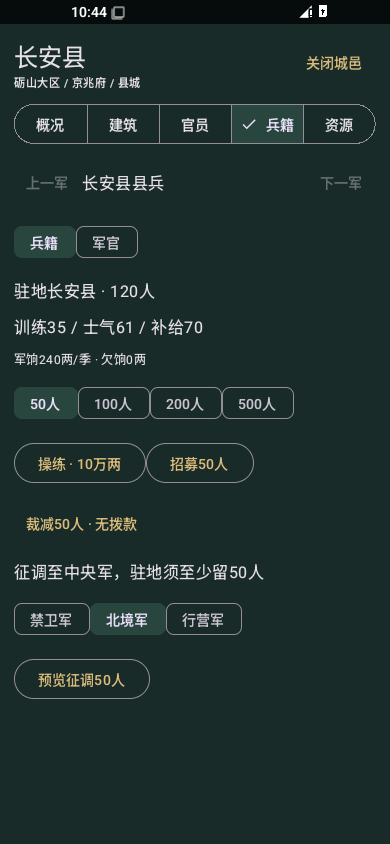 10:44
长安县
关闭城邑
砺山大区 / 京兆府 / 县城
概况 建筑 官员 兵籍 资源
上一军 长安县县兵 下一军
兵籍 军官
驻地长安县 · 120人
训练35 / 士气61 / 补给70
军饷240两/季 · 欠饷0两
50人 100人 200人 500人
操练 · 10万两 招募50人
裁减50人 · 无拨款
征调至中央军，驻地须至少留50人
禁卫军 北境军 行营军
预览征调50人